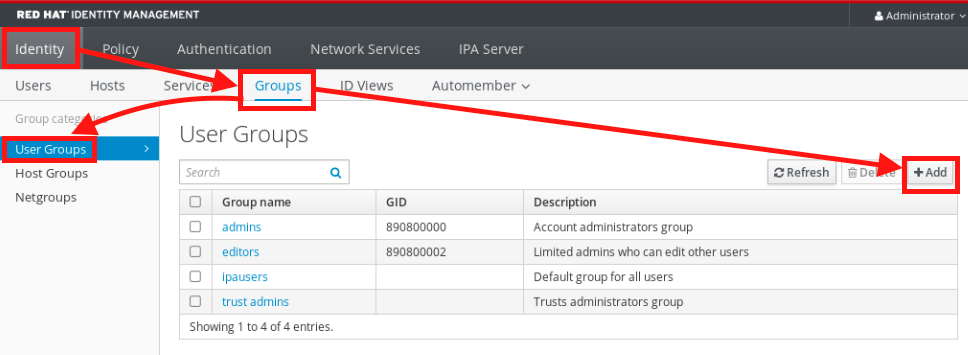 RED HAT® IDENTITY MANAGEMENT
Administrator
Identity Policy Authentication Network Services IPA Server
Users Hosts Services Groups ID Views Automember
Group categories
User Groups
Host Groups
Netgroups
User Groups
Search
Refresh Delete Add
Group name GID Description
admins 890800000 Account administrators group
editors 890800002 Limited admins who can edit other users
ipausers Default group for all users
trust admins Trusts administrators group
Showing 1 to 4 of 4 entries.